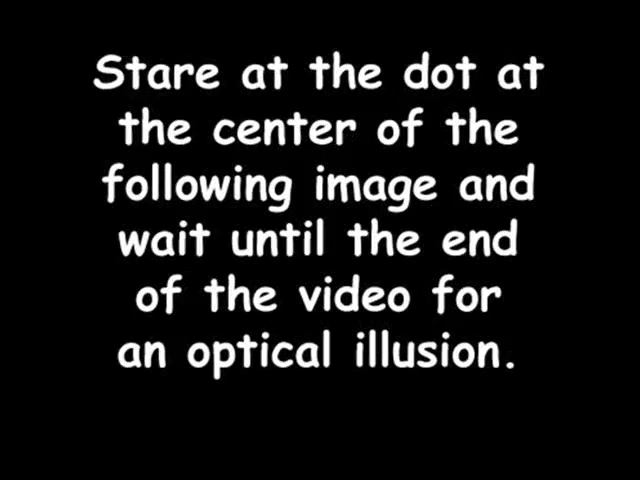 Stare at the dot at
the center of the
following image and
wait until the end
of the video for
an optical illusion.